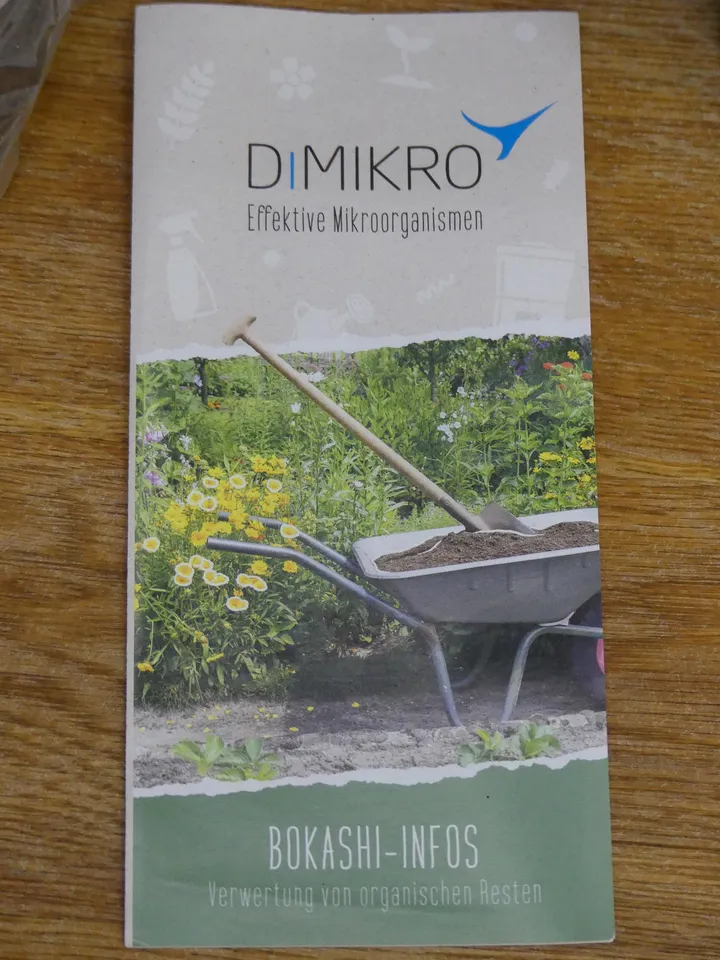 DIMIKRO
Effektive Mikroorganismen
BOKASHI-INFOS
Verwertung von organischen Resten